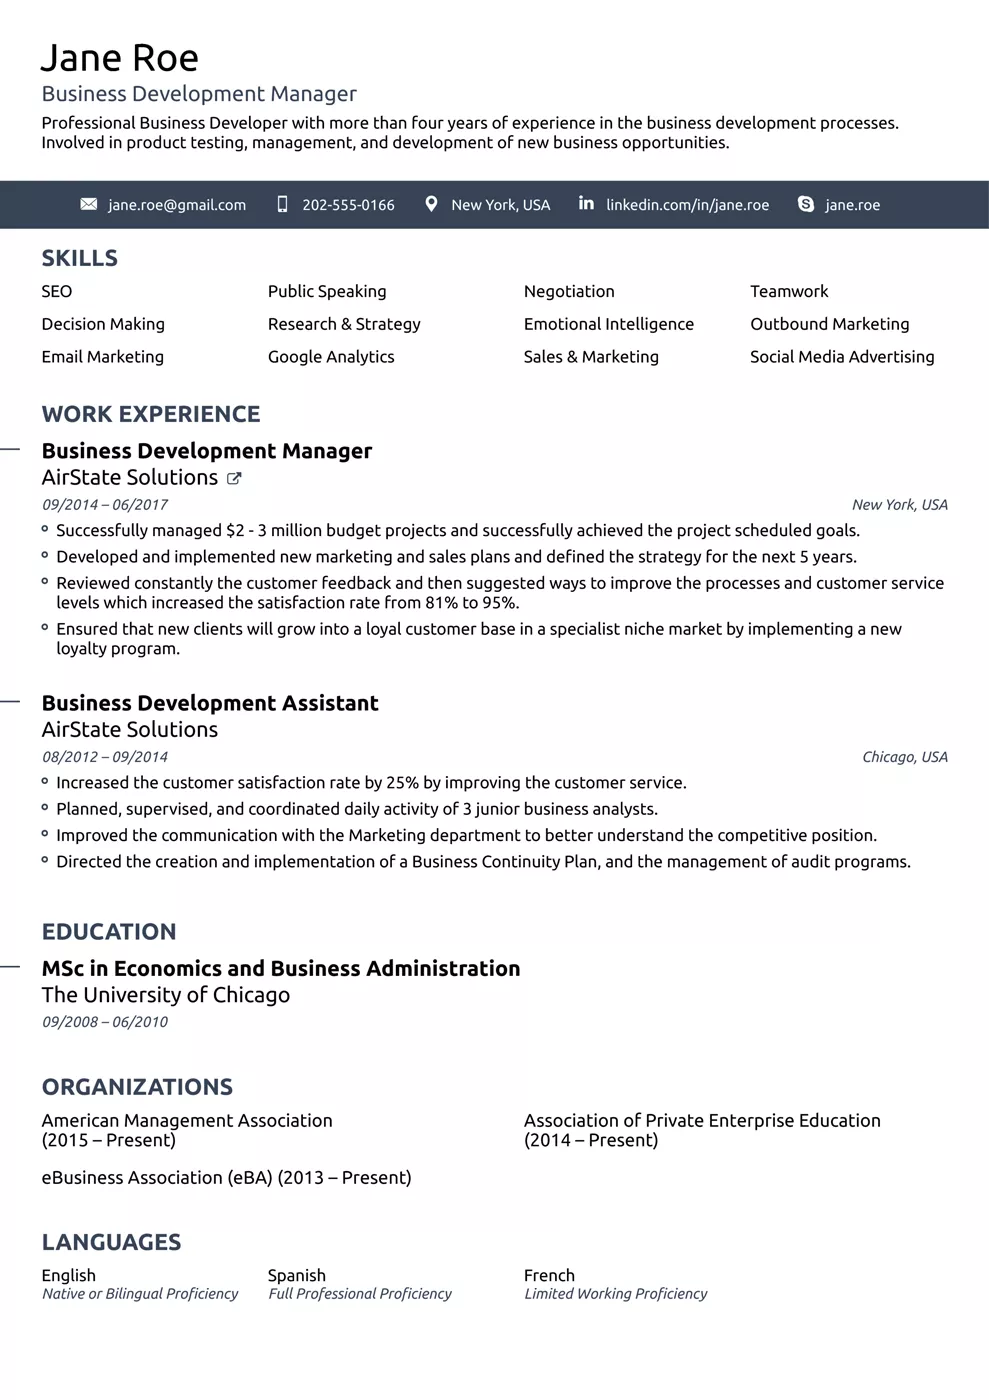 Jane Roe
Business Development Manager
Professional Business Developer with more than four years of experience in the business development processes.
Involved in product testing, management, and development of new business opportunities.
jane.roe@gmail.com 202-555-0166 New York, USA linkedin.com/in/jane.roe jane.roe
SKILLS
SEO Public Speaking Negotiation Teamwork
Decision Making Research & Strategy Emotional Intelligence Outbound Marketing
Email Marketing Google Analytics Sales & Marketing Social Media Advertising
WORK EXPERIENCE
Business Development Manager
AirState Solutions
09/2014 – 06/2017 New York, USA
Successfully managed $2 - 3 million budget projects and successfully achieved the project scheduled goals.
Developed and implemented new marketing and sales plans and defined the strategy for the next 5 years.
Reviewed constantly the customer feedback and then suggested ways to improve the processes and customer service
levels which increased the satisfaction rate from 81% to 95%.
Ensured that new clients will grow into a loyal customer base in a specialist niche market by implementing a new
loyalty program.
Business Development Assistant
AirState Solutions
08/2012 – 09/2014 Chicago, USA
Increased the customer satisfaction rate by 25% by improving the customer service.
Planned, supervised, and coordinated daily activity of 3 junior business analysts.
Improved the communication with the Marketing department to better understand the competitive position.
Directed the creation and implementation of a Business Continuity Plan, and the management of audit programs.
EDUCATION
MSc in Economics and Business Administration
The University of Chicago
09/2008 – 06/2010
ORGANIZATIONS
American Management Association
(2015 – Present)
Association of Private Enterprise Education
(2014 – Present)
eBusiness Association (eBA) (2013 – Present)
LANGUAGES
English Spanish French
Native or Bilingual Proficiency Full Professional Proficiency Limited Working Proficiency